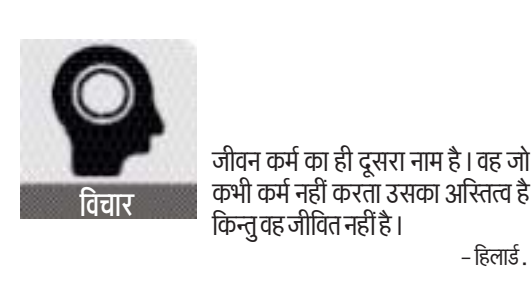 विचार
जीवन कर्म का ही दूसरा नाम है। वह जो
कभी कर्म नहीं करता उसका अस्तित्व है
किन्तु वह जीवित नहीं है।
– हिलार्ड.